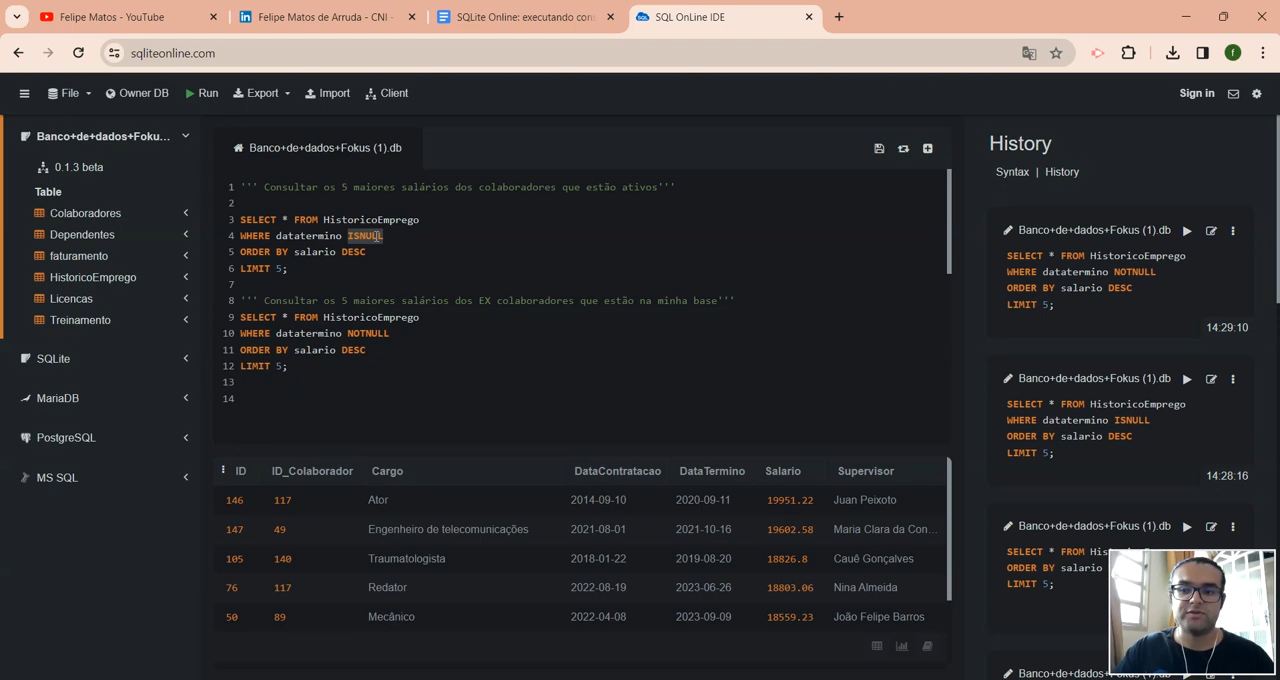 Felipe Matos - YouTube
Felipe Matos de Arruda - CNI -
SQLite Online: executando con
SQL OnLine IDE
sqliteonline.com
f
File
Owner DB
Run
Export
Import
Client
Sign in
Banco+de+dados+Foku...
0.1.3 beta
Table
Colaboradores
Dependentes
faturamento
HistoricoEmprego
Licencas
Treinamento
SQLite
MariaDB
PostgreSQL
MS SQL
Banco+de+dados+Fokus (1).db
1 ''' Consultar os 5 maiores salários dos colaboradores que estão ativos'''
2
3 SELECT * FROM HistoricoEmprego
4 WHERE datatermino ISNULL
5 ORDER BY salario DESC
6 LIMIT 5;
7
8 ''' Consultar os 5 maiores salários dos EX colaboradores que estão na minha base'''
9 SELECT * FROM HistoricoEmprego
10 WHERE datatermino NOTNULL
11 ORDER BY salario DESC
12 LIMIT 5;
13
14
ID ID_Colaborador Cargo DataContratacao DataTermino Salario Supervisor
146 117 Ator 2014-09-10 2020-09-11 19951.22 Juan Peixoto
147 49 Engenheiro de telecomunicações 2021-08-01 2021-10-16 19602.58 Maria Clara da Con...
105 140 Traumatologista 2018-01-22 2019-08-20 18826.8 Cauê Gonçalves
76 117 Redator 2022-08-19 2023-06-26 18803.06 Nina Almeida
50 89 Mecânico 2022-04-08 2023-09-09 18559.23 João Felipe Barros
History
Syntax | History
Banco+de+dados+Fokus (1).db
SELECT * FROM HistoricoEmprego
WHERE datatermino NOTNULL
ORDER BY salario DESC
LIMIT 5;
14:29:10
Banco+de+dados+Fokus (1).db
SELECT * FROM HistoricoEmprego
WHERE datatermino ISNULL
ORDER BY salario DESC
LIMIT 5;
14:28:16
Banco+de+dados+Fokus (1).db
SELECT * FROM
ORDER BY salario
LIMIT 5;
Banco+de+dados+Fokus (1).db